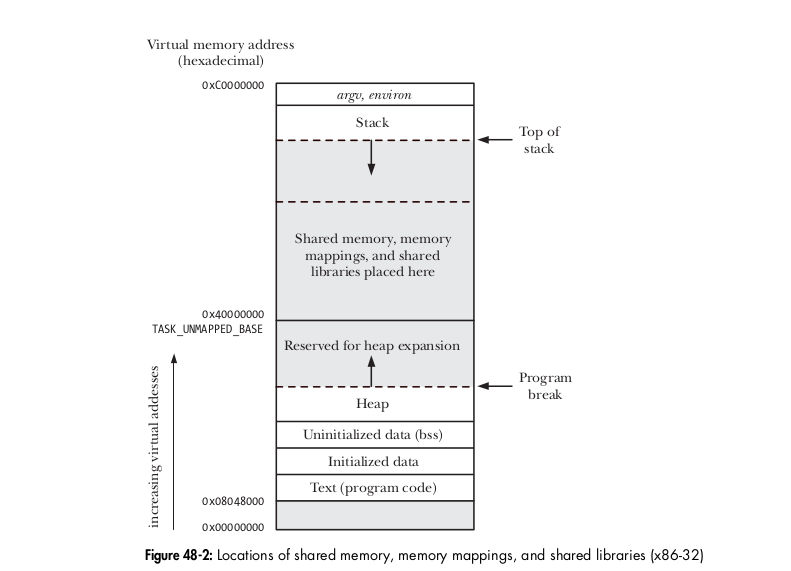 Virtual memory address
(hexadecimal)
0xC0000000
argv, environ
Stack
Top of
stack
Shared memory, memory
mappings, and shared
libraries placed here
0x40000000
TASK_UNMAPPED_BASE
Reserved for heap expansion
Program
break
Heap
Uninitialized data (bss)
Initialized data
Text (program code)
0x08048000
0x00000000
increasing virtual addesses
Figure 48-2: Locations of shared memory, memory mappings, and shared libraries (x86-32)